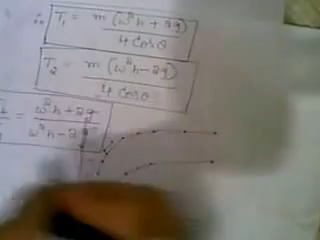 ∴ T₁ = m(ω²h + 2g) / 4 cosθ
T₂ = m(ω²h - 2g) / 4 cosθ
= ω²h + 2g / ω²h - 2g